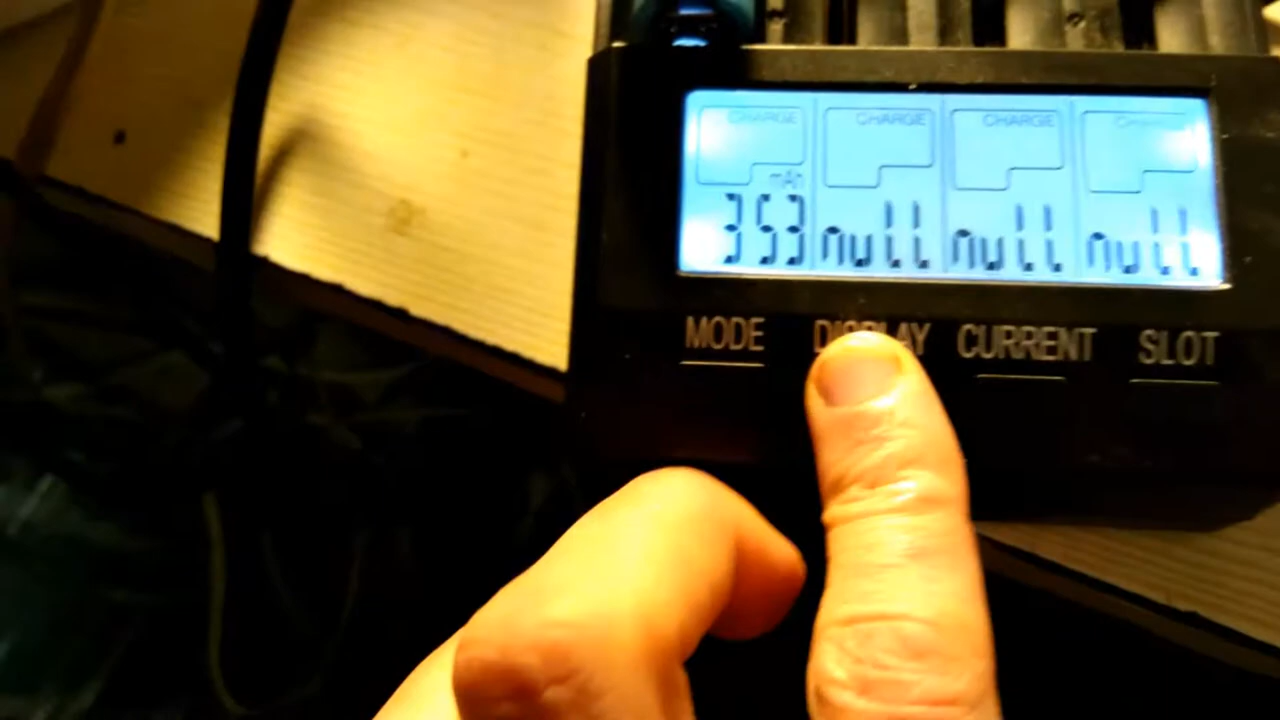 CHARGE CHARGE CHARGE CHARGE
mAh
353 null null null
MODE DISPLAY CURRENT SLOT